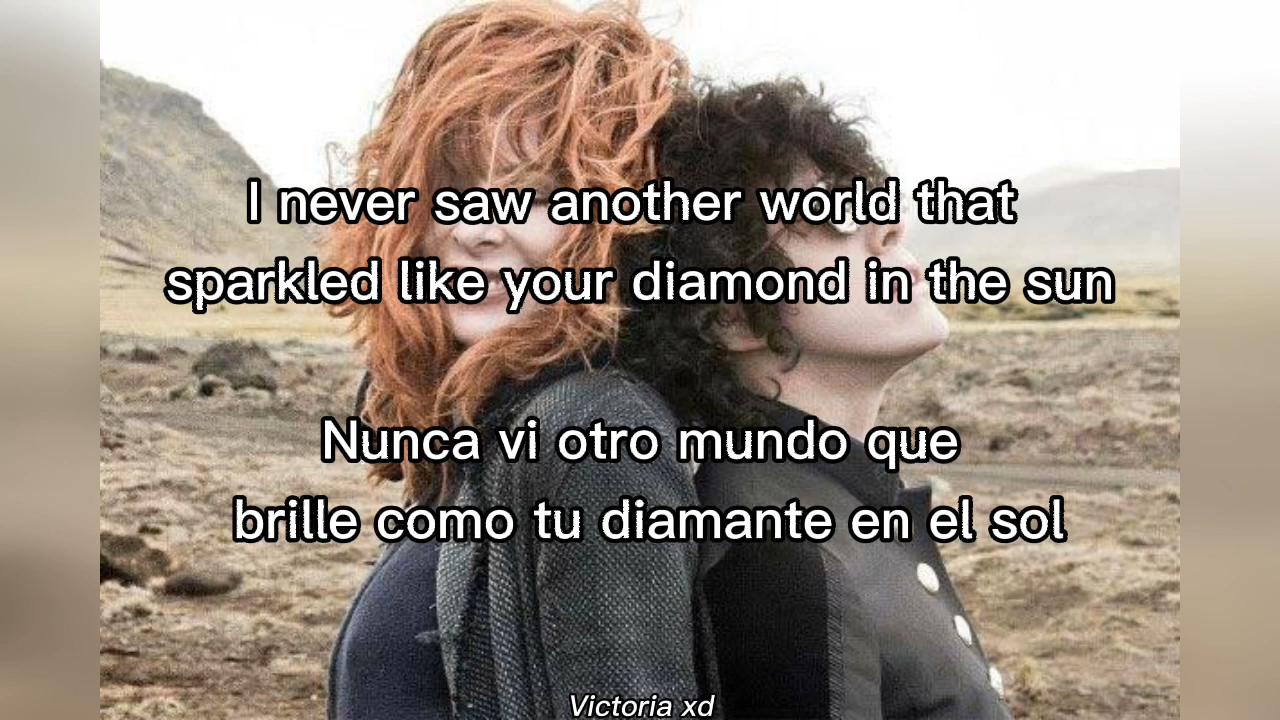 I never saw another world that
sparkled like your diamond in the sun
Nunca vi otro mundo que
brille como tu diamante en el sol
Victoria xd